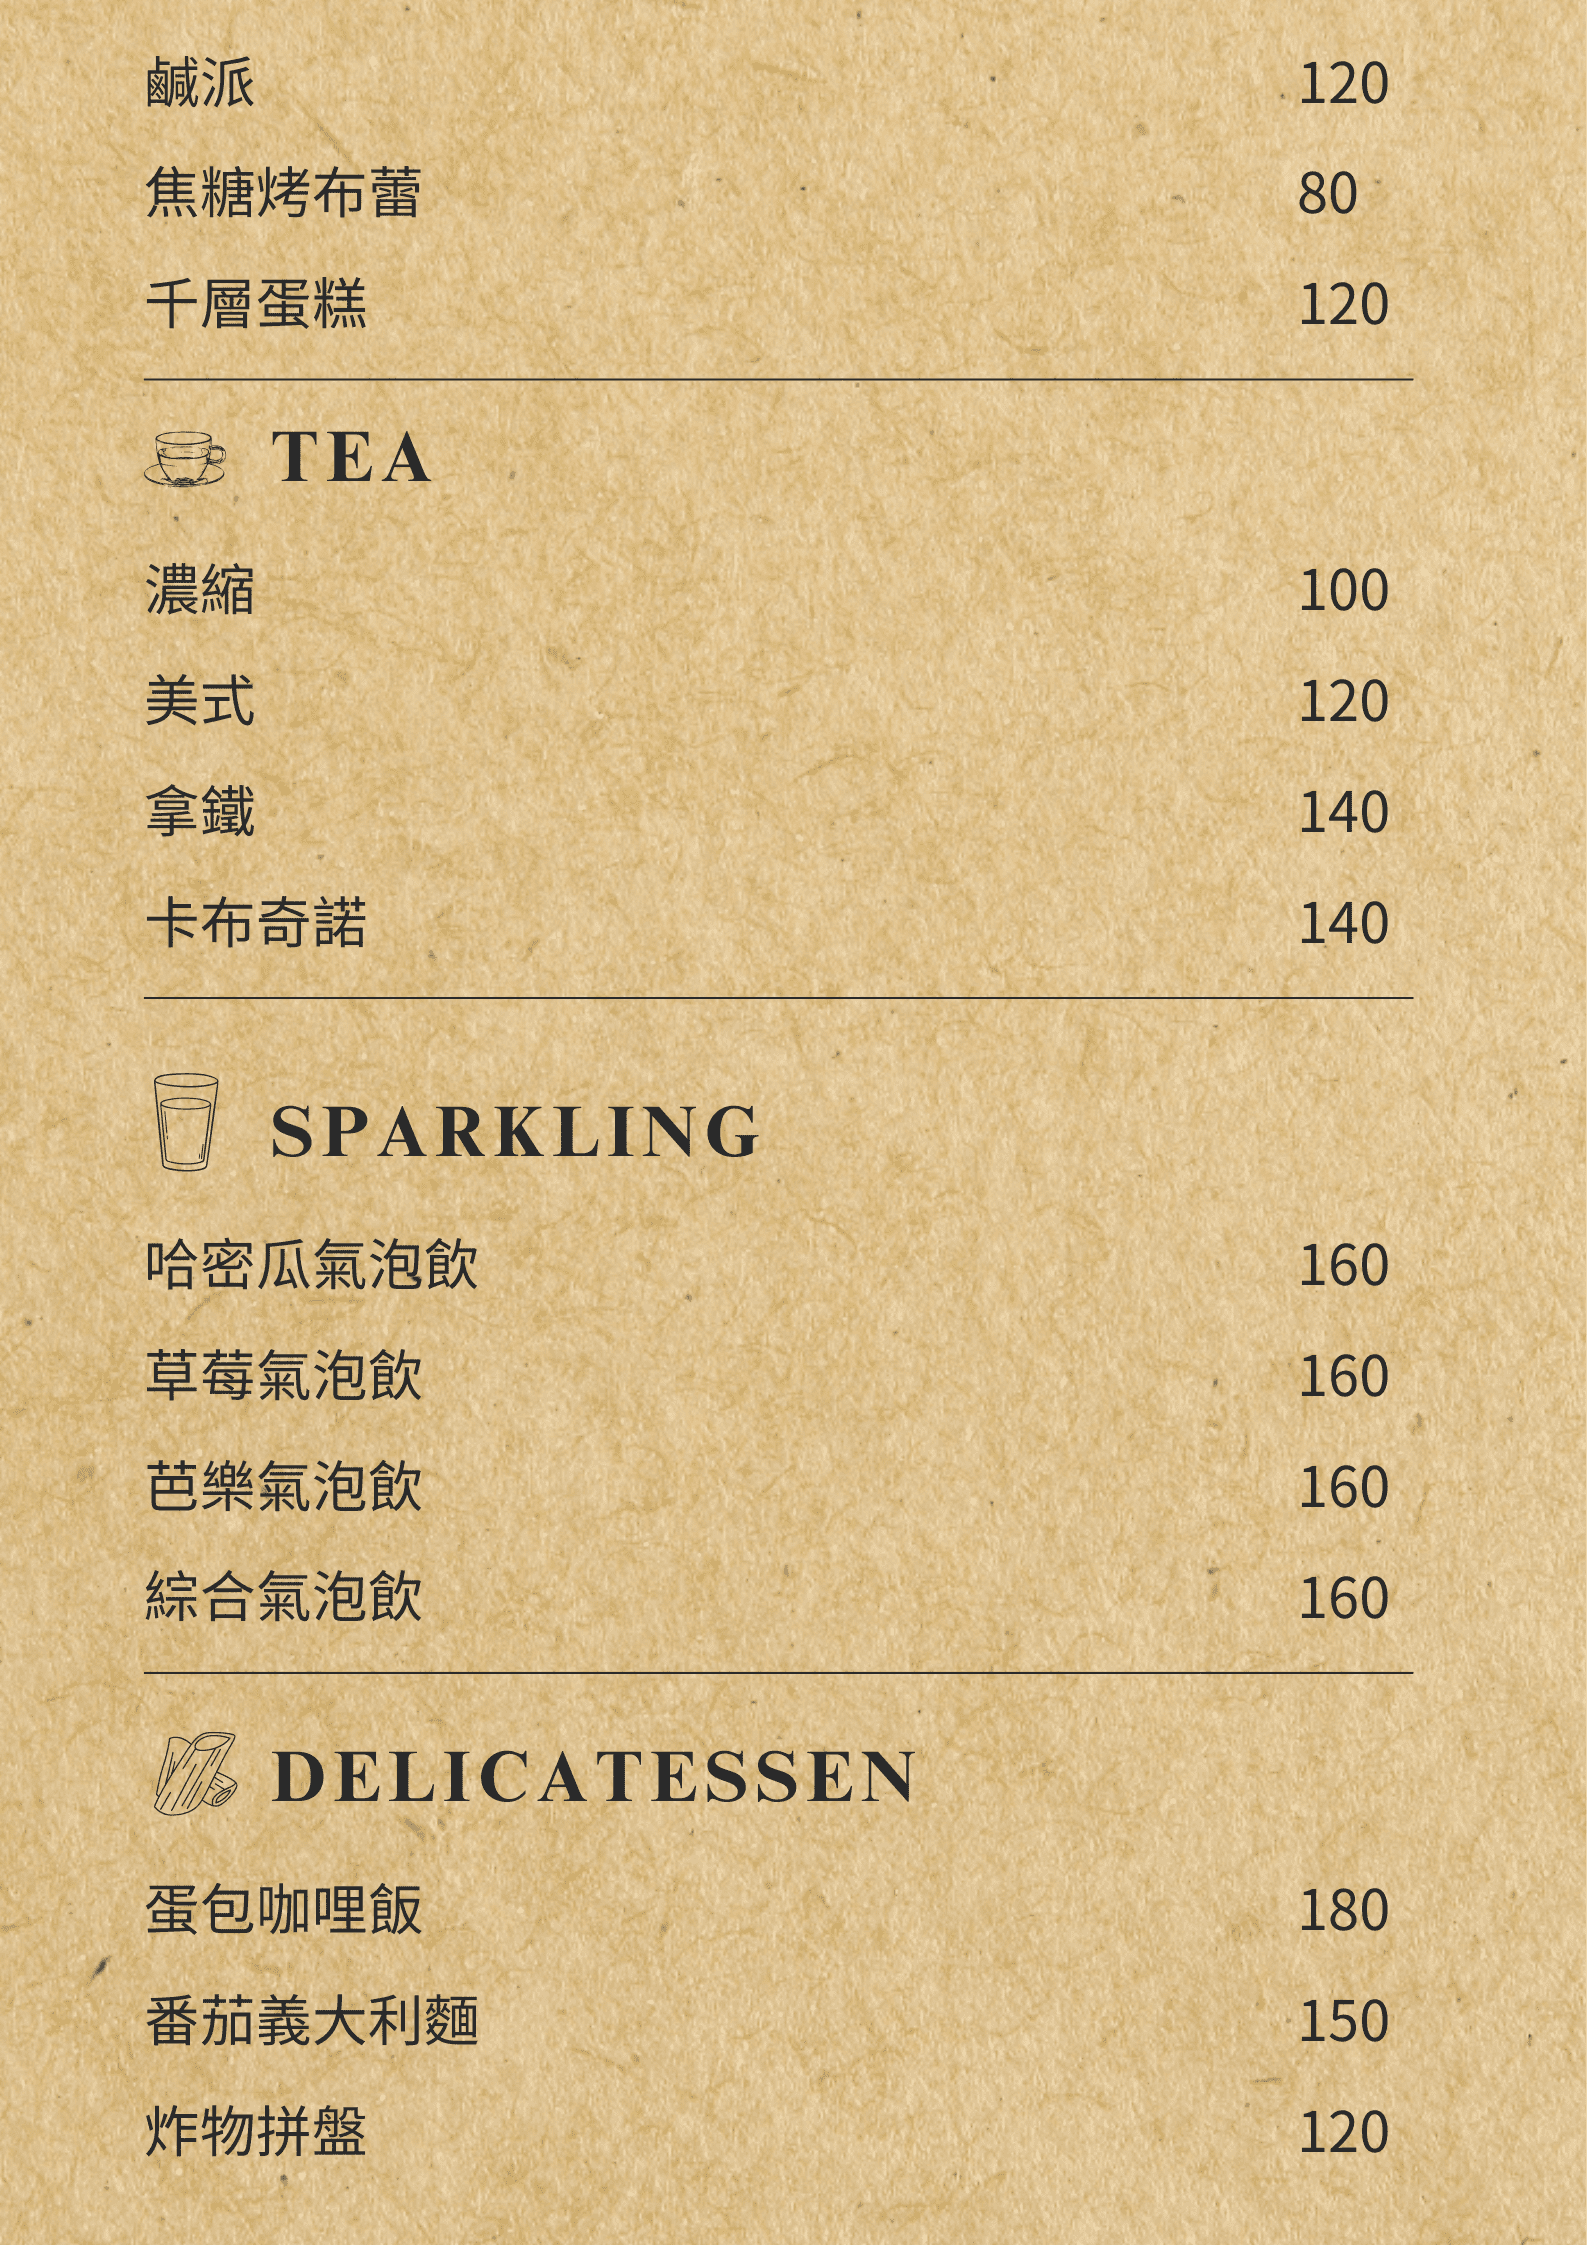 鹹派 120
焦糖烤布蕾 80
千層蛋糕 120
TEA
濃縮 100
美式 120
拿鐵 140
卡布奇諾 140
SPARKLING
哈密瓜氣泡飲 160
草莓氣泡飲 160
芭樂氣泡飲 160
綜合氣泡飲 160
DELICATESSEN
蛋包咖哩飯 180
番茄義大利麵 150
炸物拼盤 120